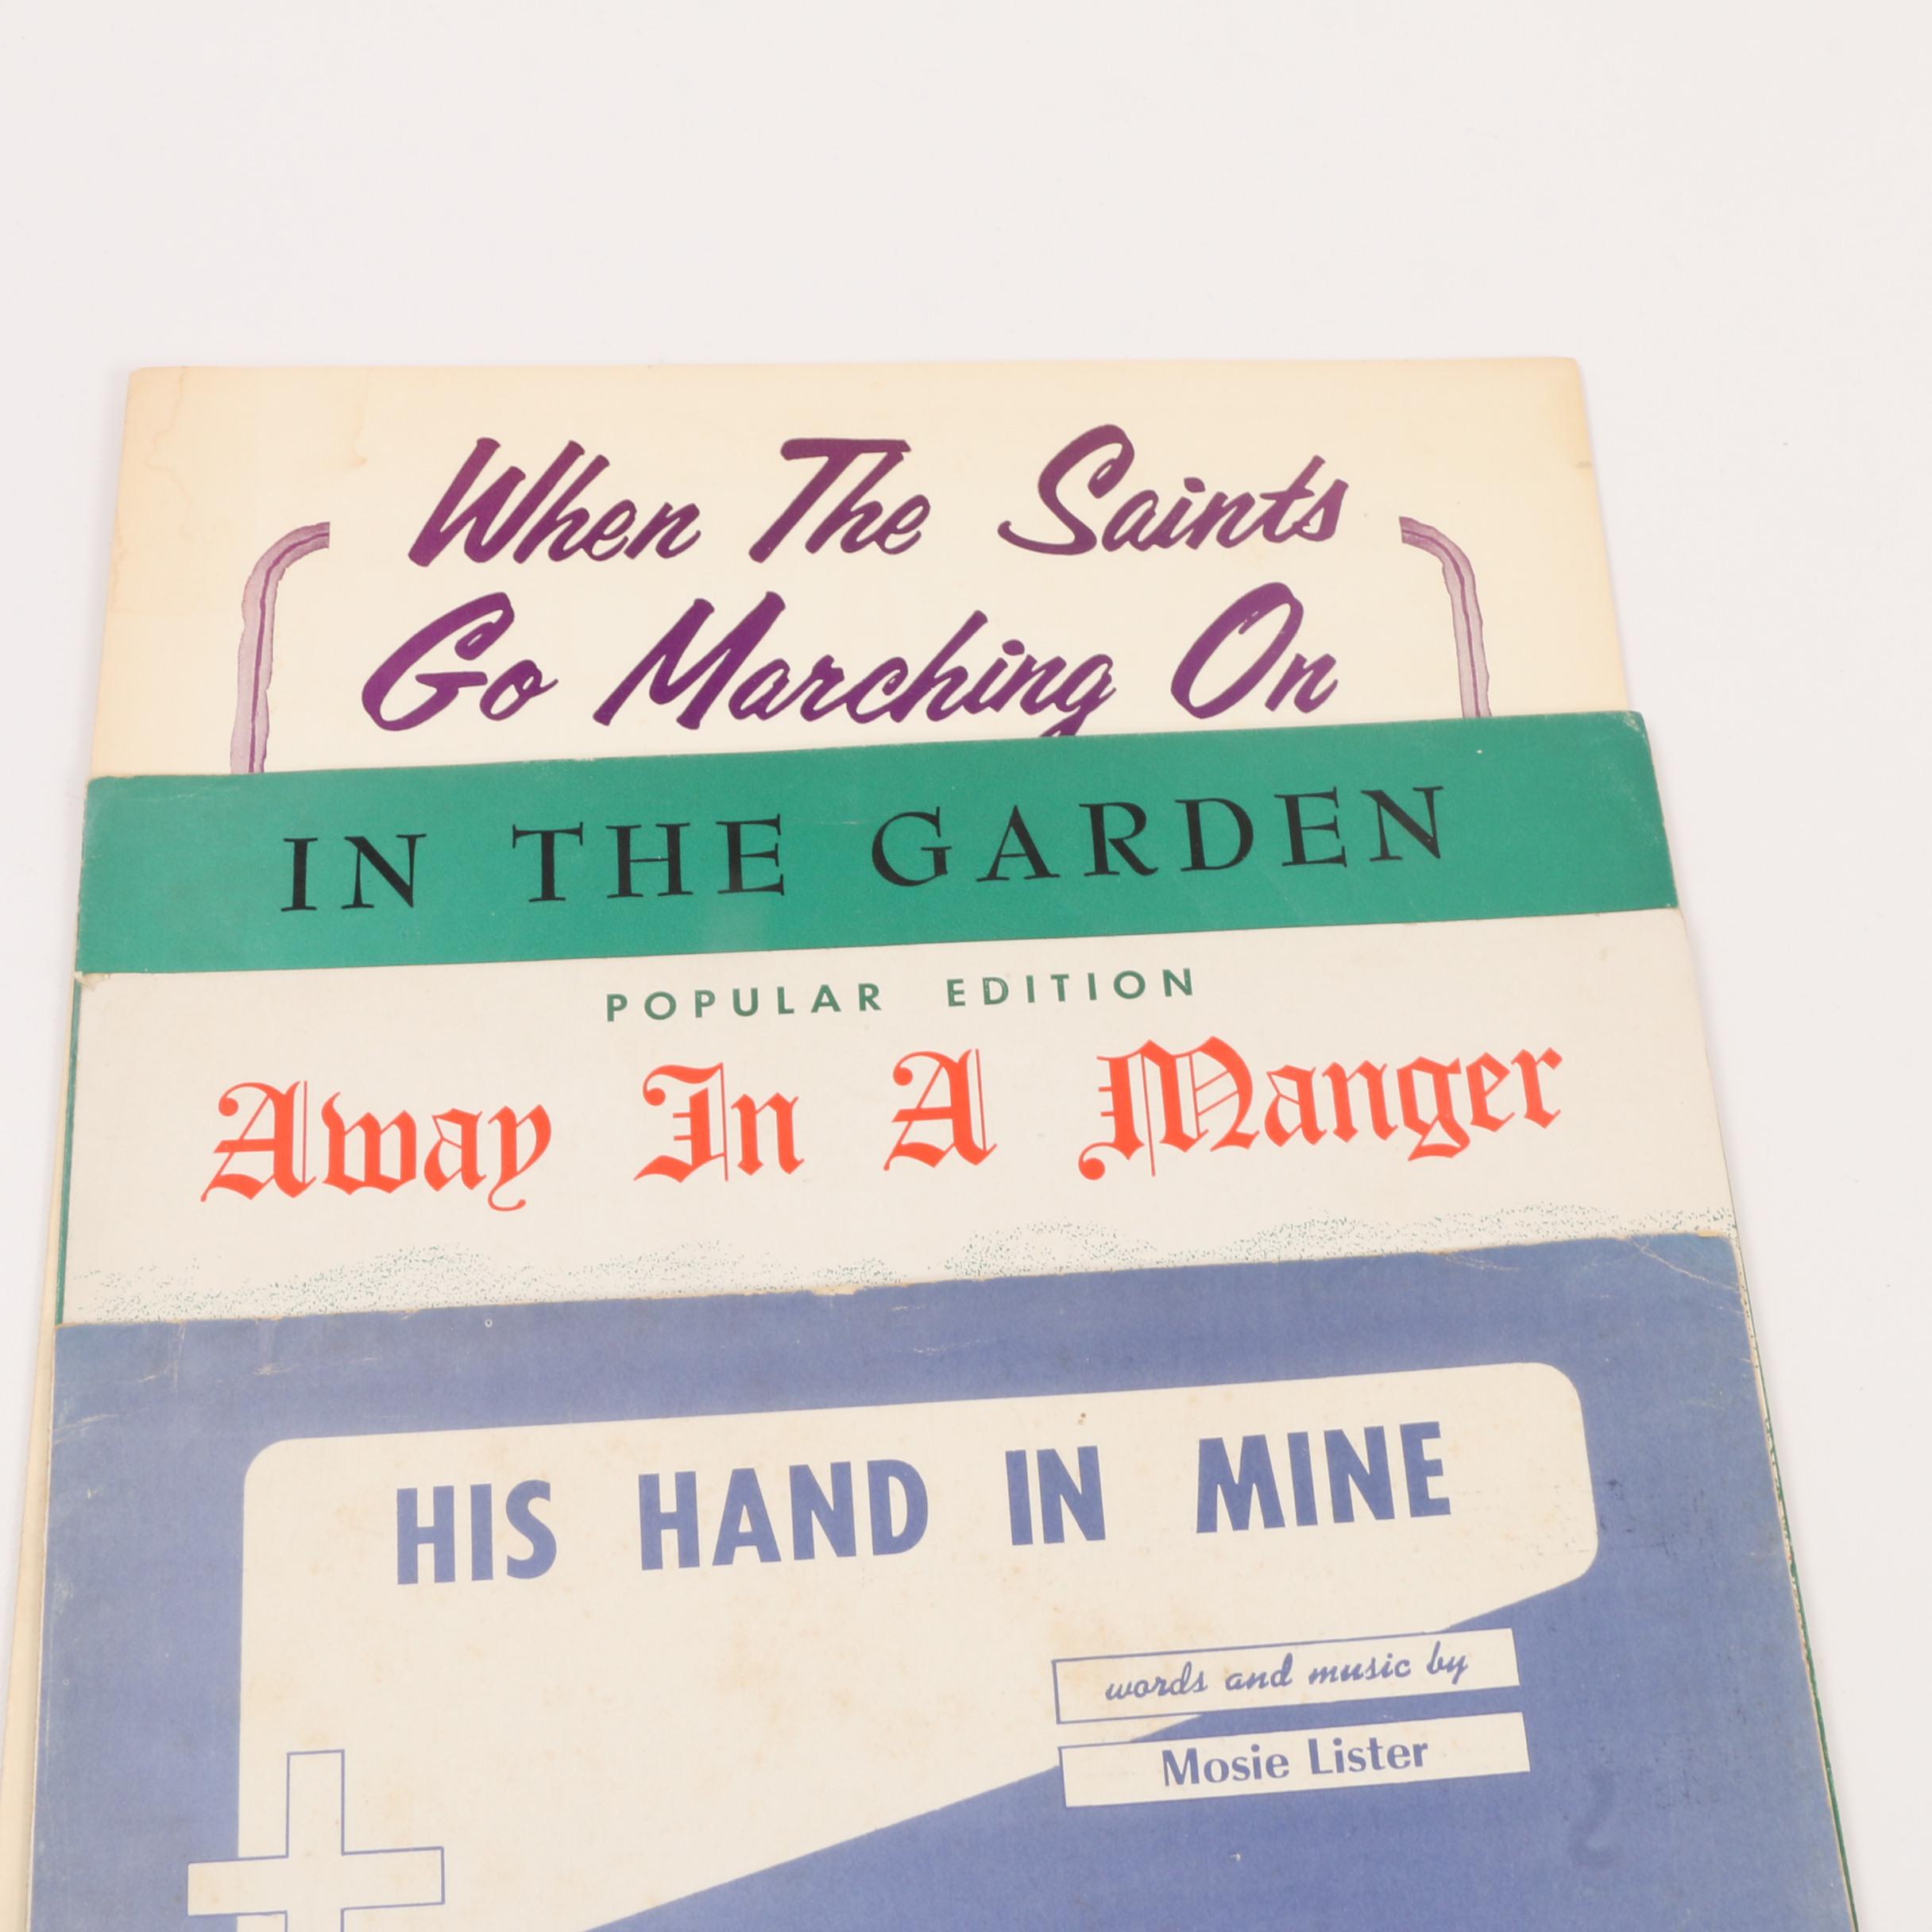 When The Saints
Go Marching On
IN THE GARDEN
POPULAR EDITION
Away In A Manger
HIS HAND IN MINE
words and music by
Mosie Lister